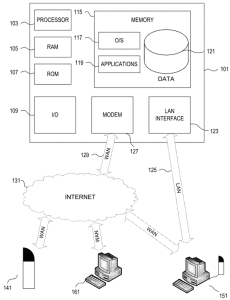 103
PROCESSOR
105
RAM
107
ROM
109
I/O
115
MEMORY
117
O/S
119
APPLICATIONS
121
DATA
101
MODEM
127
LAN
INTERFACE
123
129
WAN
125
LAN
131
INTERNET
WAN
WAN
WAN
141
161
151